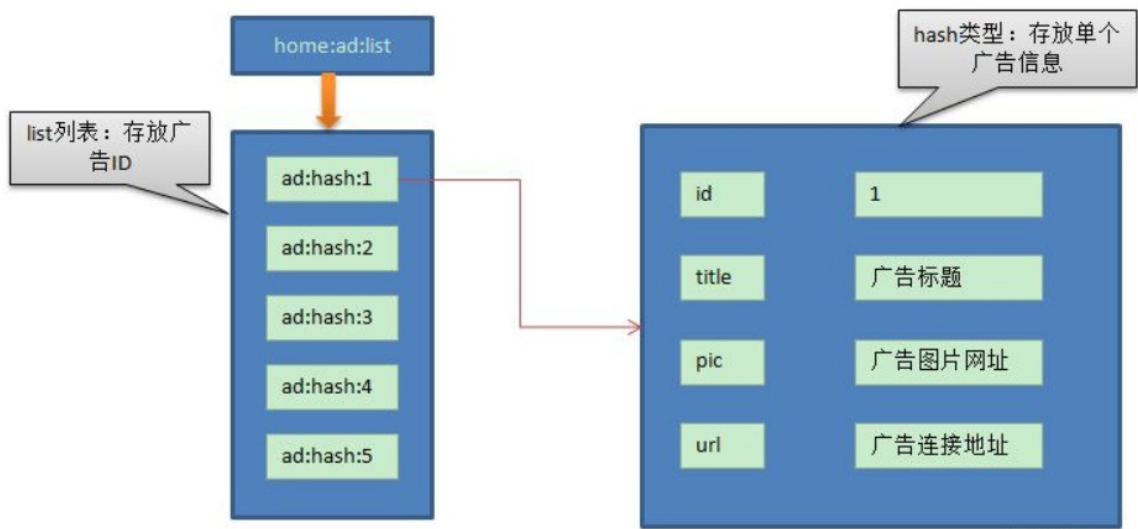 home:ad:list
list列表：存放广
告ID
ad:hash:1
ad:hash:2
ad:hash:3
ad:hash:4
ad:hash:5
hash类型：存放单个
广告信息
id
1
title
广告标题
pic
广告图片网址
url
广告连接地址